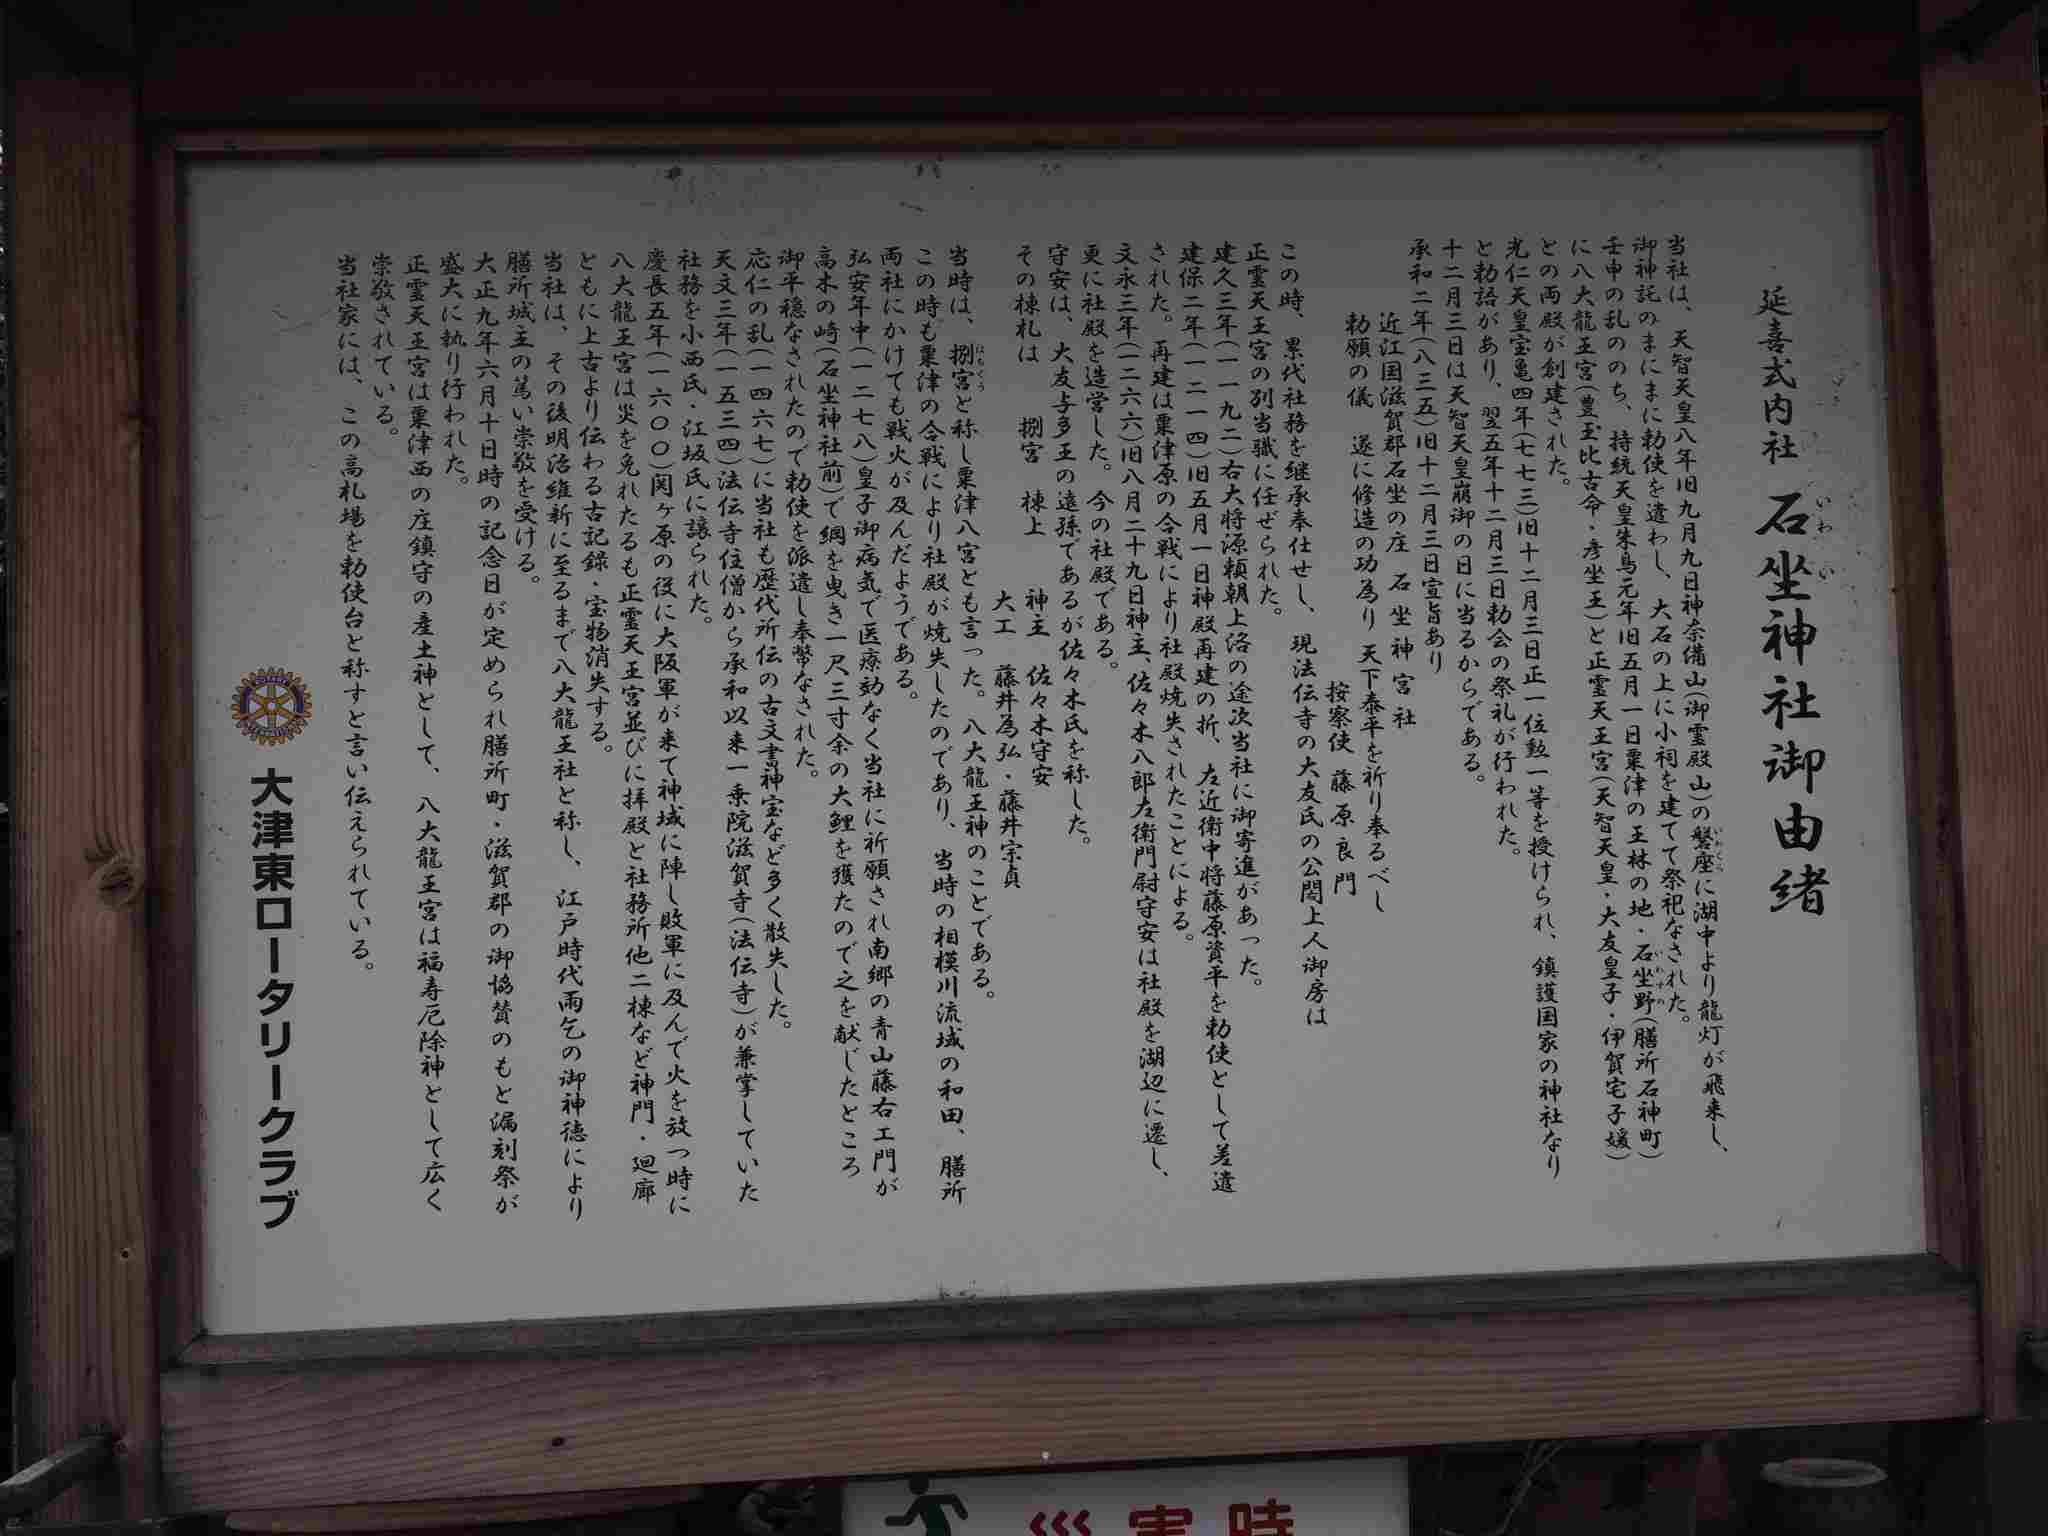 延喜式内社 石坐神社御由緒
いわい
当社は、天智天皇八年旧九月九日神奈備山(御霊殿山)の磐座に湖中より龍灯が飛来し、
いわくら
御神託のまにまに勅使を遣わし、大石の上に小祠を建てて祭祀なされた。
壬申の乱ののち、持統天皇朱鳥元年旧五月一日粟津の王林の地・石坐野(膳所石神町)
に八大龍王宮(豊玉比古命・彦坐王)と正霊天王宮(天智天皇・大友皇子・伊賀宅子媛)
との両殿が創建された。
光仁天皇宝亀四年(七七三)旧十二月三日正一位勲一等を授けられ、鎮護国家の神社なり
と勅語があり、翌五年十二月三日勅会の祭礼が行われた。
十二月三日は天智天皇崩御の日に当るからである。
承和二年(八三五)旧十二月三日宣旨あり
近江国滋賀郡石坐の庄 石坐神宮社
勅願の儀 遂に修造の功為り 天下泰平を祈り奉るべし
按察使 藤原良門
この時、累代社務を継承奉仕せし、現法伝寺の大友氏の公閏上人御房は
正霊天王宮の別当職に任ぜられた。
建久三年(一一九二)右大将源頼朝上洛の途次当社に御寄進があった。
建保二年(一二一四)旧五月一日神殿再建の折、左近衛中将藤原資平を勅使として差遣
された。再建は粟津原の合戦により社殿焼失されたことによる。
文永三年(一二六六)旧八月二十九日神主、佐々木八郎左衛門尉守安は社殿を湖辺に遷し、
更に社殿を造営した。今の社殿である。
守安は、大友与多王の遠孫であるが佐々木氏を称した。
その棟札は 捌宮 棟上 神主 佐々木守安
大工 藤井為弘・藤井宗貞
当時は、捌宮と称し粟津八宮とも言った。八大龍王神のことである。
はちぐう
この時も粟津の合戦により社殿が焼失したのであり、当時の相模川流域の和田、膳所
両社にかけても戦火が及んだようである。
弘安年中(一二七八)皇子御病気で医療効なく当社に祈願され南郷の青山藤右エ門が
高木の崎(石坐神社前)で網を曳き一尺三寸余の大鯉を獲たので之を献じたところ
御平穏なされたので勅使を派遣し奉幣なされた。
応仁の乱(一四六七)に当社も歴代所伝の古文書神宝など多く散失した。
天文三年(一五三四)法伝寺住僧から承和以来一乗院滋賀寺(法伝寺)が兼掌していた
社務を小西氏・江坂氏に譲られた。
慶長五年(一六〇〇)関ヶ原の役に大阪軍が来て神域に陣し敗軍に及んで火を放つ時に
八大龍王宮は炎を免れたるも正霊天王宮並びに拝殿と社務所他二棟など神門・廻廊
ともに上古より伝わる古記録・宝物消失する。
当社は、その後明治維新に至るまで八大龍王社と称し、江戸時代雨乞の御神徳により
膳所城主の篤い崇敬を受ける。
大正九年六月十日時の記念日が定められ膳所町・滋賀郡の御協賛のもと漏刻祭が
盛大に執り行われた。
正霊天王宮は粟津西の庄鎮守の産土神として、八大龍王宮は福寿厄除神として広く
崇敬されている。
当社家には、この高札場を勅使台と称すと言い伝えられている。
大津東ロータリークラブ
災害時